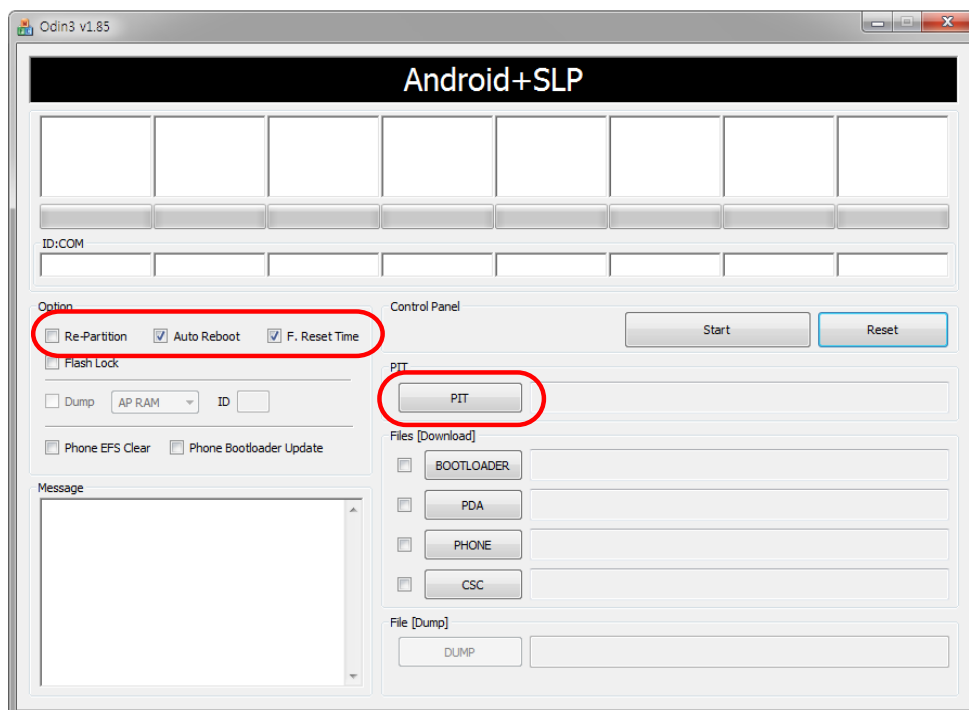 Odin3 v1.85
Android+SLP
ID:COM
Option
Re-Partition Auto Reboot F. Reset Time
Flash Lock
Dump AP RAM ID
Phone EFS Clear Phone Bootloader Update
Message
Control Panel
Start Reset
PIT
PIT
Files [Download]
BOOTLOADER
PDA
PHONE
CSC
File [Dump]
DUMP